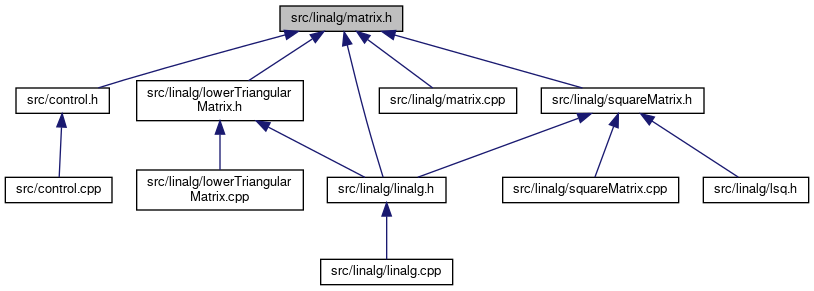 src/linalg/matrix.h
src/control.h
src/linalg/lowerTriangular
Matrix.h
src/linalg/matrix.cpp
src/linalg/squareMatrix.h
src/control.cpp
src/linalg/lowerTriangular
Matrix.cpp
src/linalg/linalg.h
src/linalg/squareMatrix.cpp
src/linalg/lsq.h
src/linalg/linalg.cpp